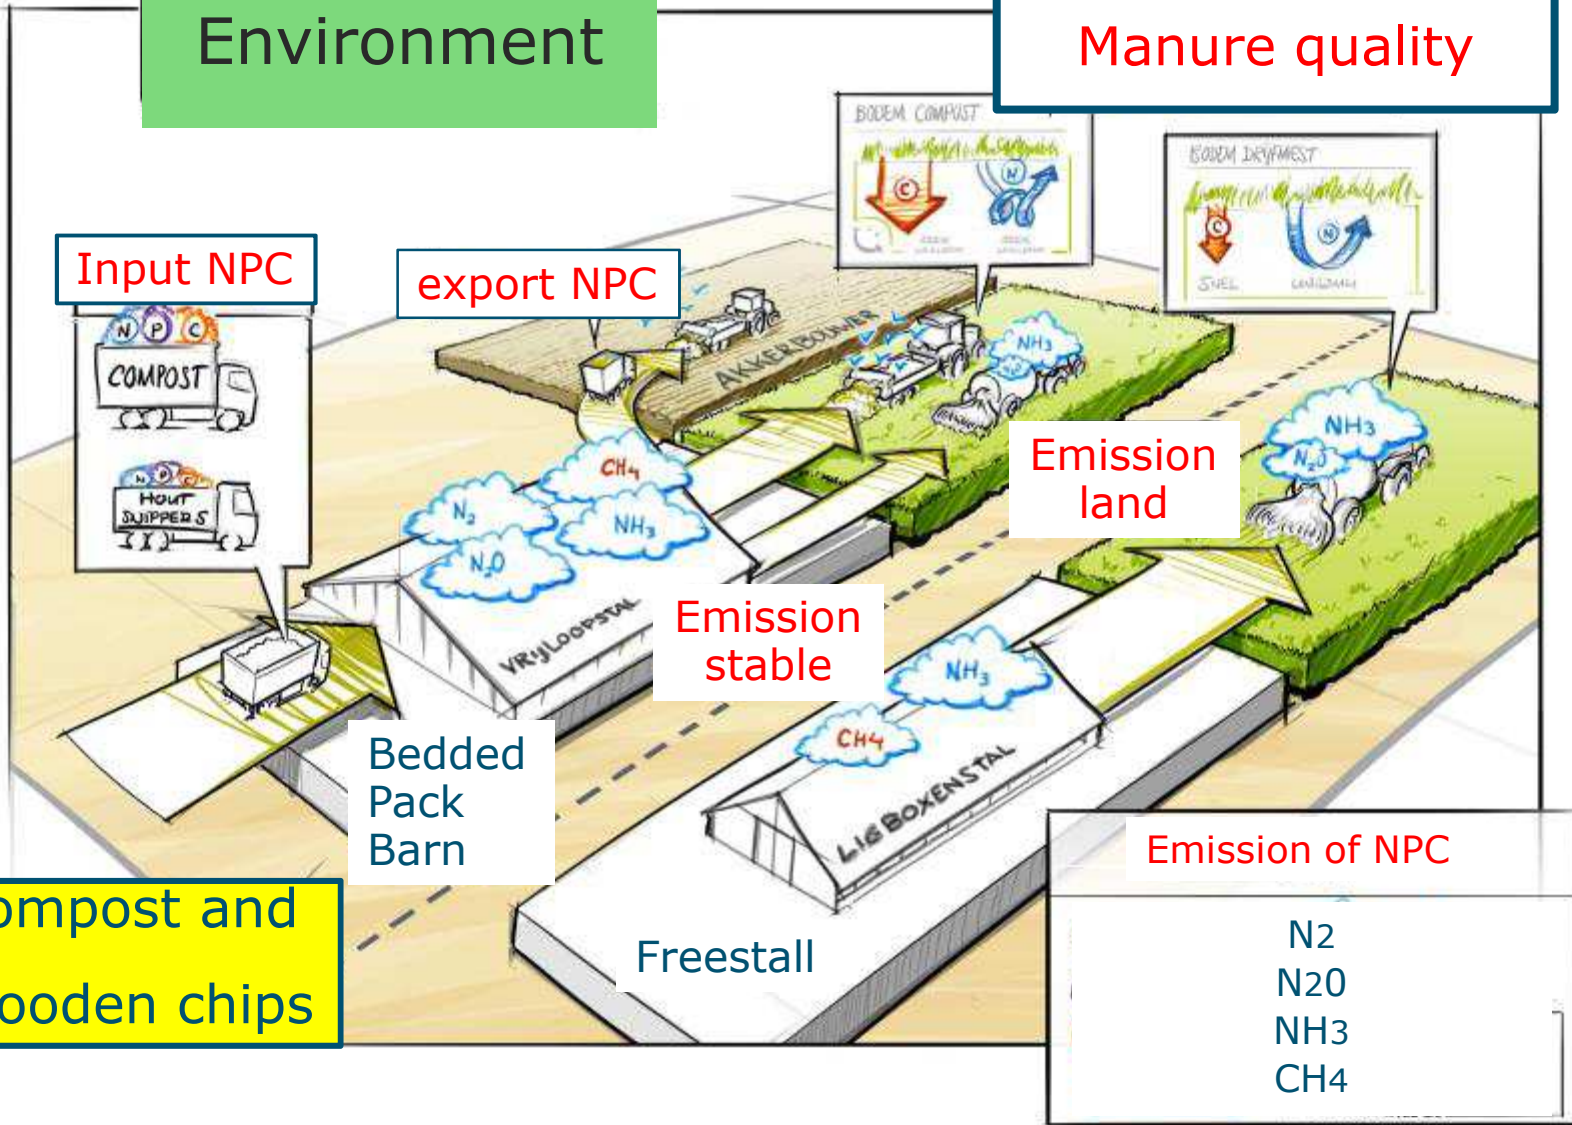 Environment
Manure quality
BODEM COMPOST
C
N
BODEM DRIJFMEST
C
N
SNEL
LANGZAAM
Input NPC
export NPC
N P C
COMPOST
N P C
HOUT
SNIPPERS
AKKERBOUWER
NH3
N2O
CH4
N2
NH3
N2O
VRIJLOOPSTAL
Emission
land
NH3
N2O
Emission
stable
NH3
CH4
LIGBOXENSTAL
Bedded
Pack
Barn
Freestall
ompost and
ooden chips
Emission of NPC
N2
N20
NH3
CH4